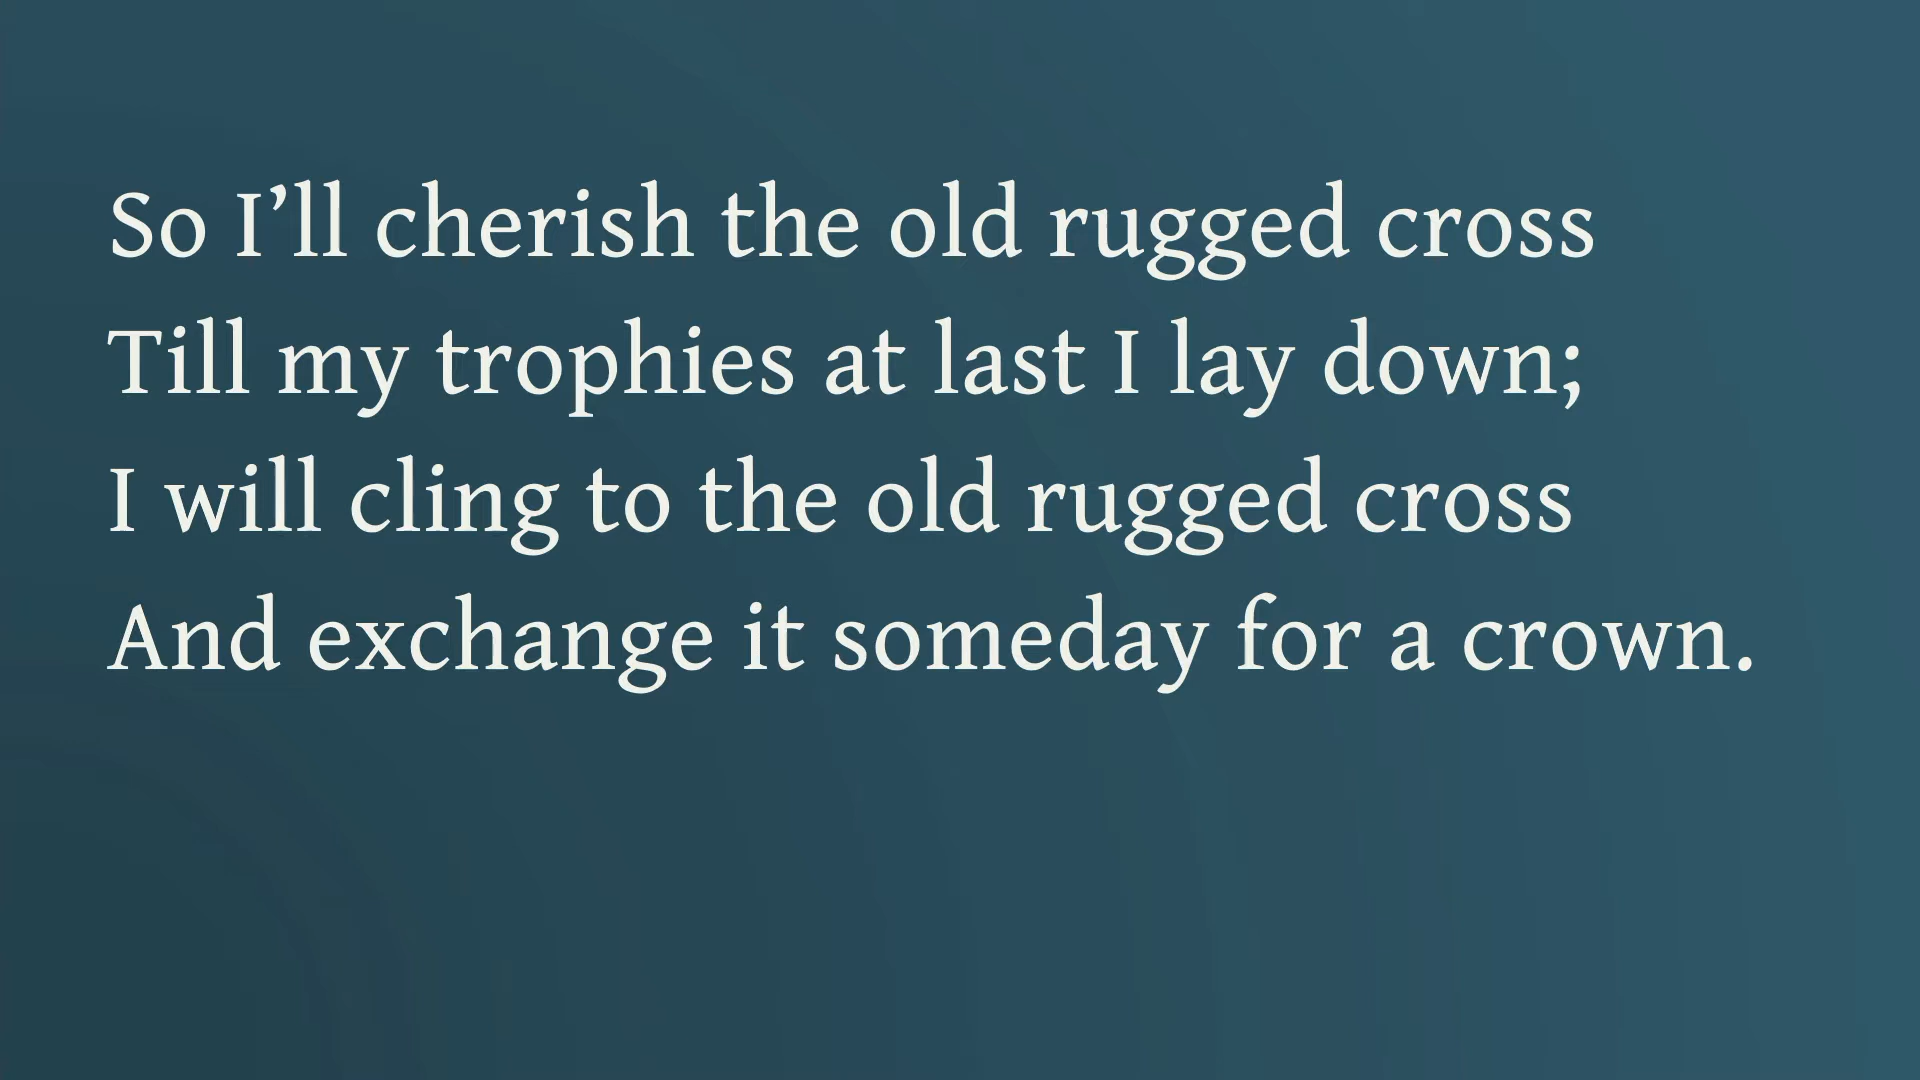 So I’ll cherish the old rugged cross
Till my trophies at last I lay down;
I will cling to the old rugged cross
And exchange it someday for a crown.